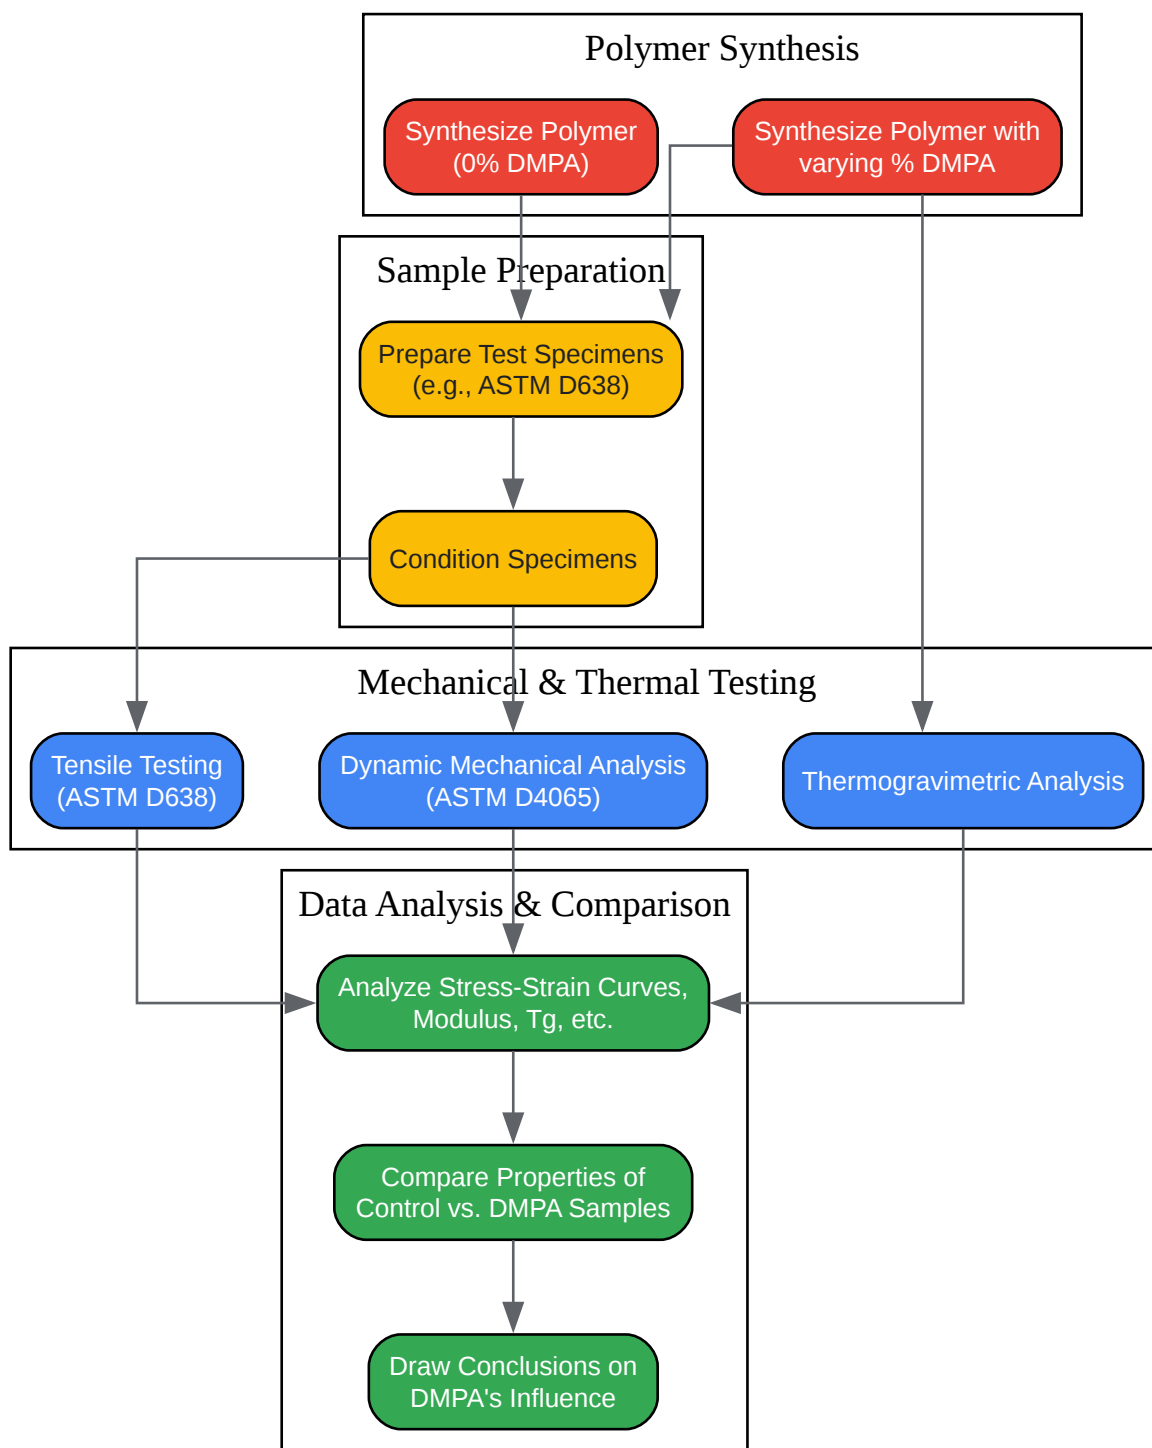 Polymer Synthesis
Synthesize Polymer
(0% DMPA)
Synthesize Polymer with
varying % DMPA
Sample Preparation
Prepare Test Specimens
(e.g., ASTM D638)
Condition Specimens
Mechanical & Thermal Testing
Tensile Testing
(ASTM D638)
Dynamic Mechanical Analysis
(ASTM D4065)
Thermogravimetric Analysis
Data Analysis & Comparison
Analyze Stress-Strain Curves,
Modulus, Tg, etc.
Compare Properties of
Control vs. DMPA Samples
Draw Conclusions on
DMPA's Influence